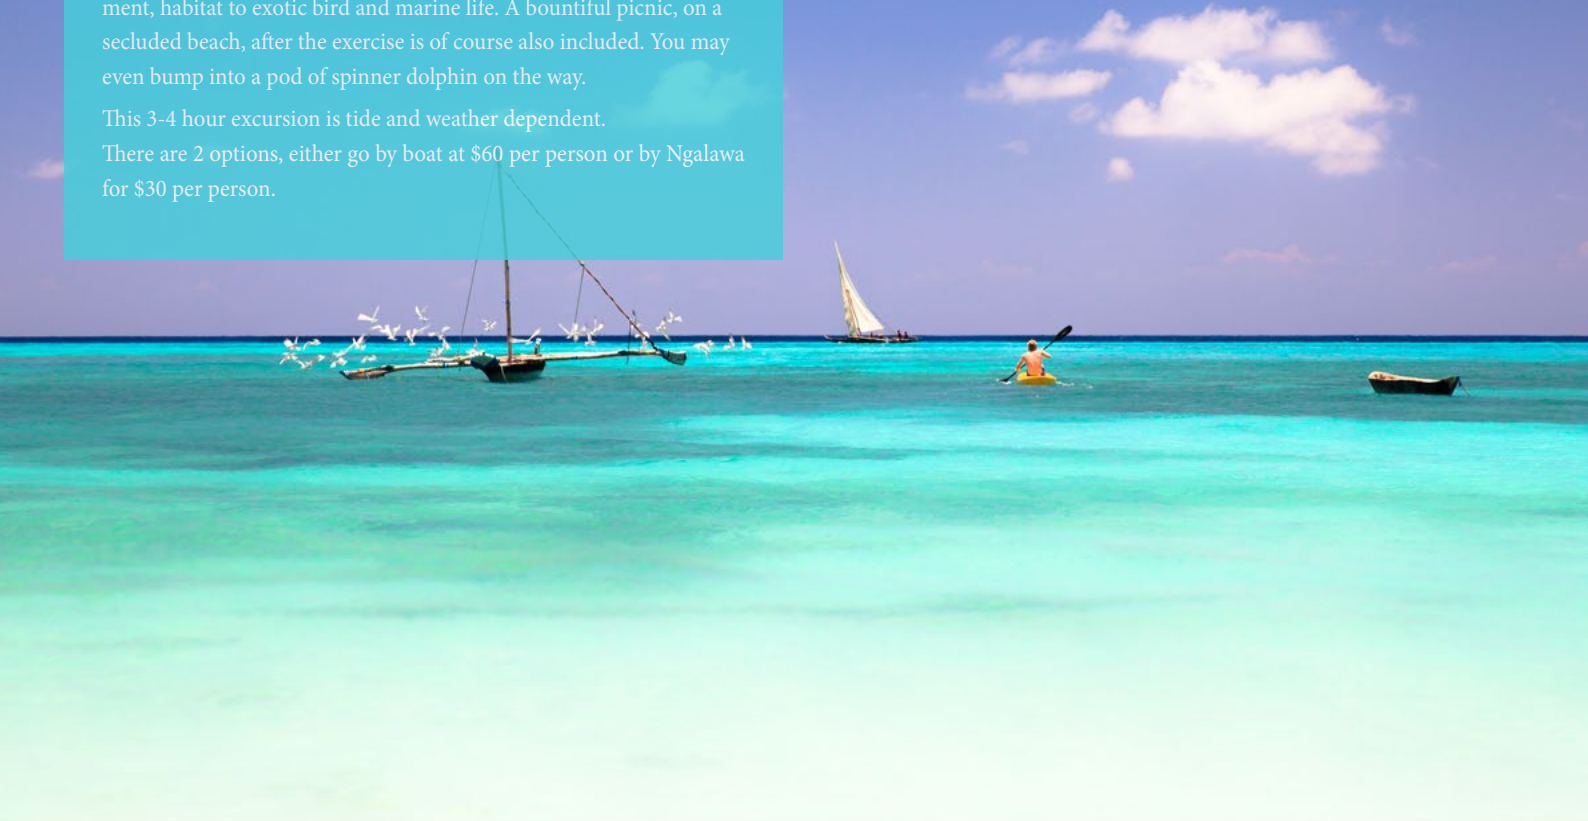 ment, habitat to exotic bird and marine life. A bountiful picnic, on a
secluded beach, after the exercise is of course also included. You may
even bump into a pod of spinner dolphin on the way.
This 3-4 hour excursion is tide and weather dependent.
There are 2 options, either go by boat at $60 per person or by Ngalawa
for $30 per person.